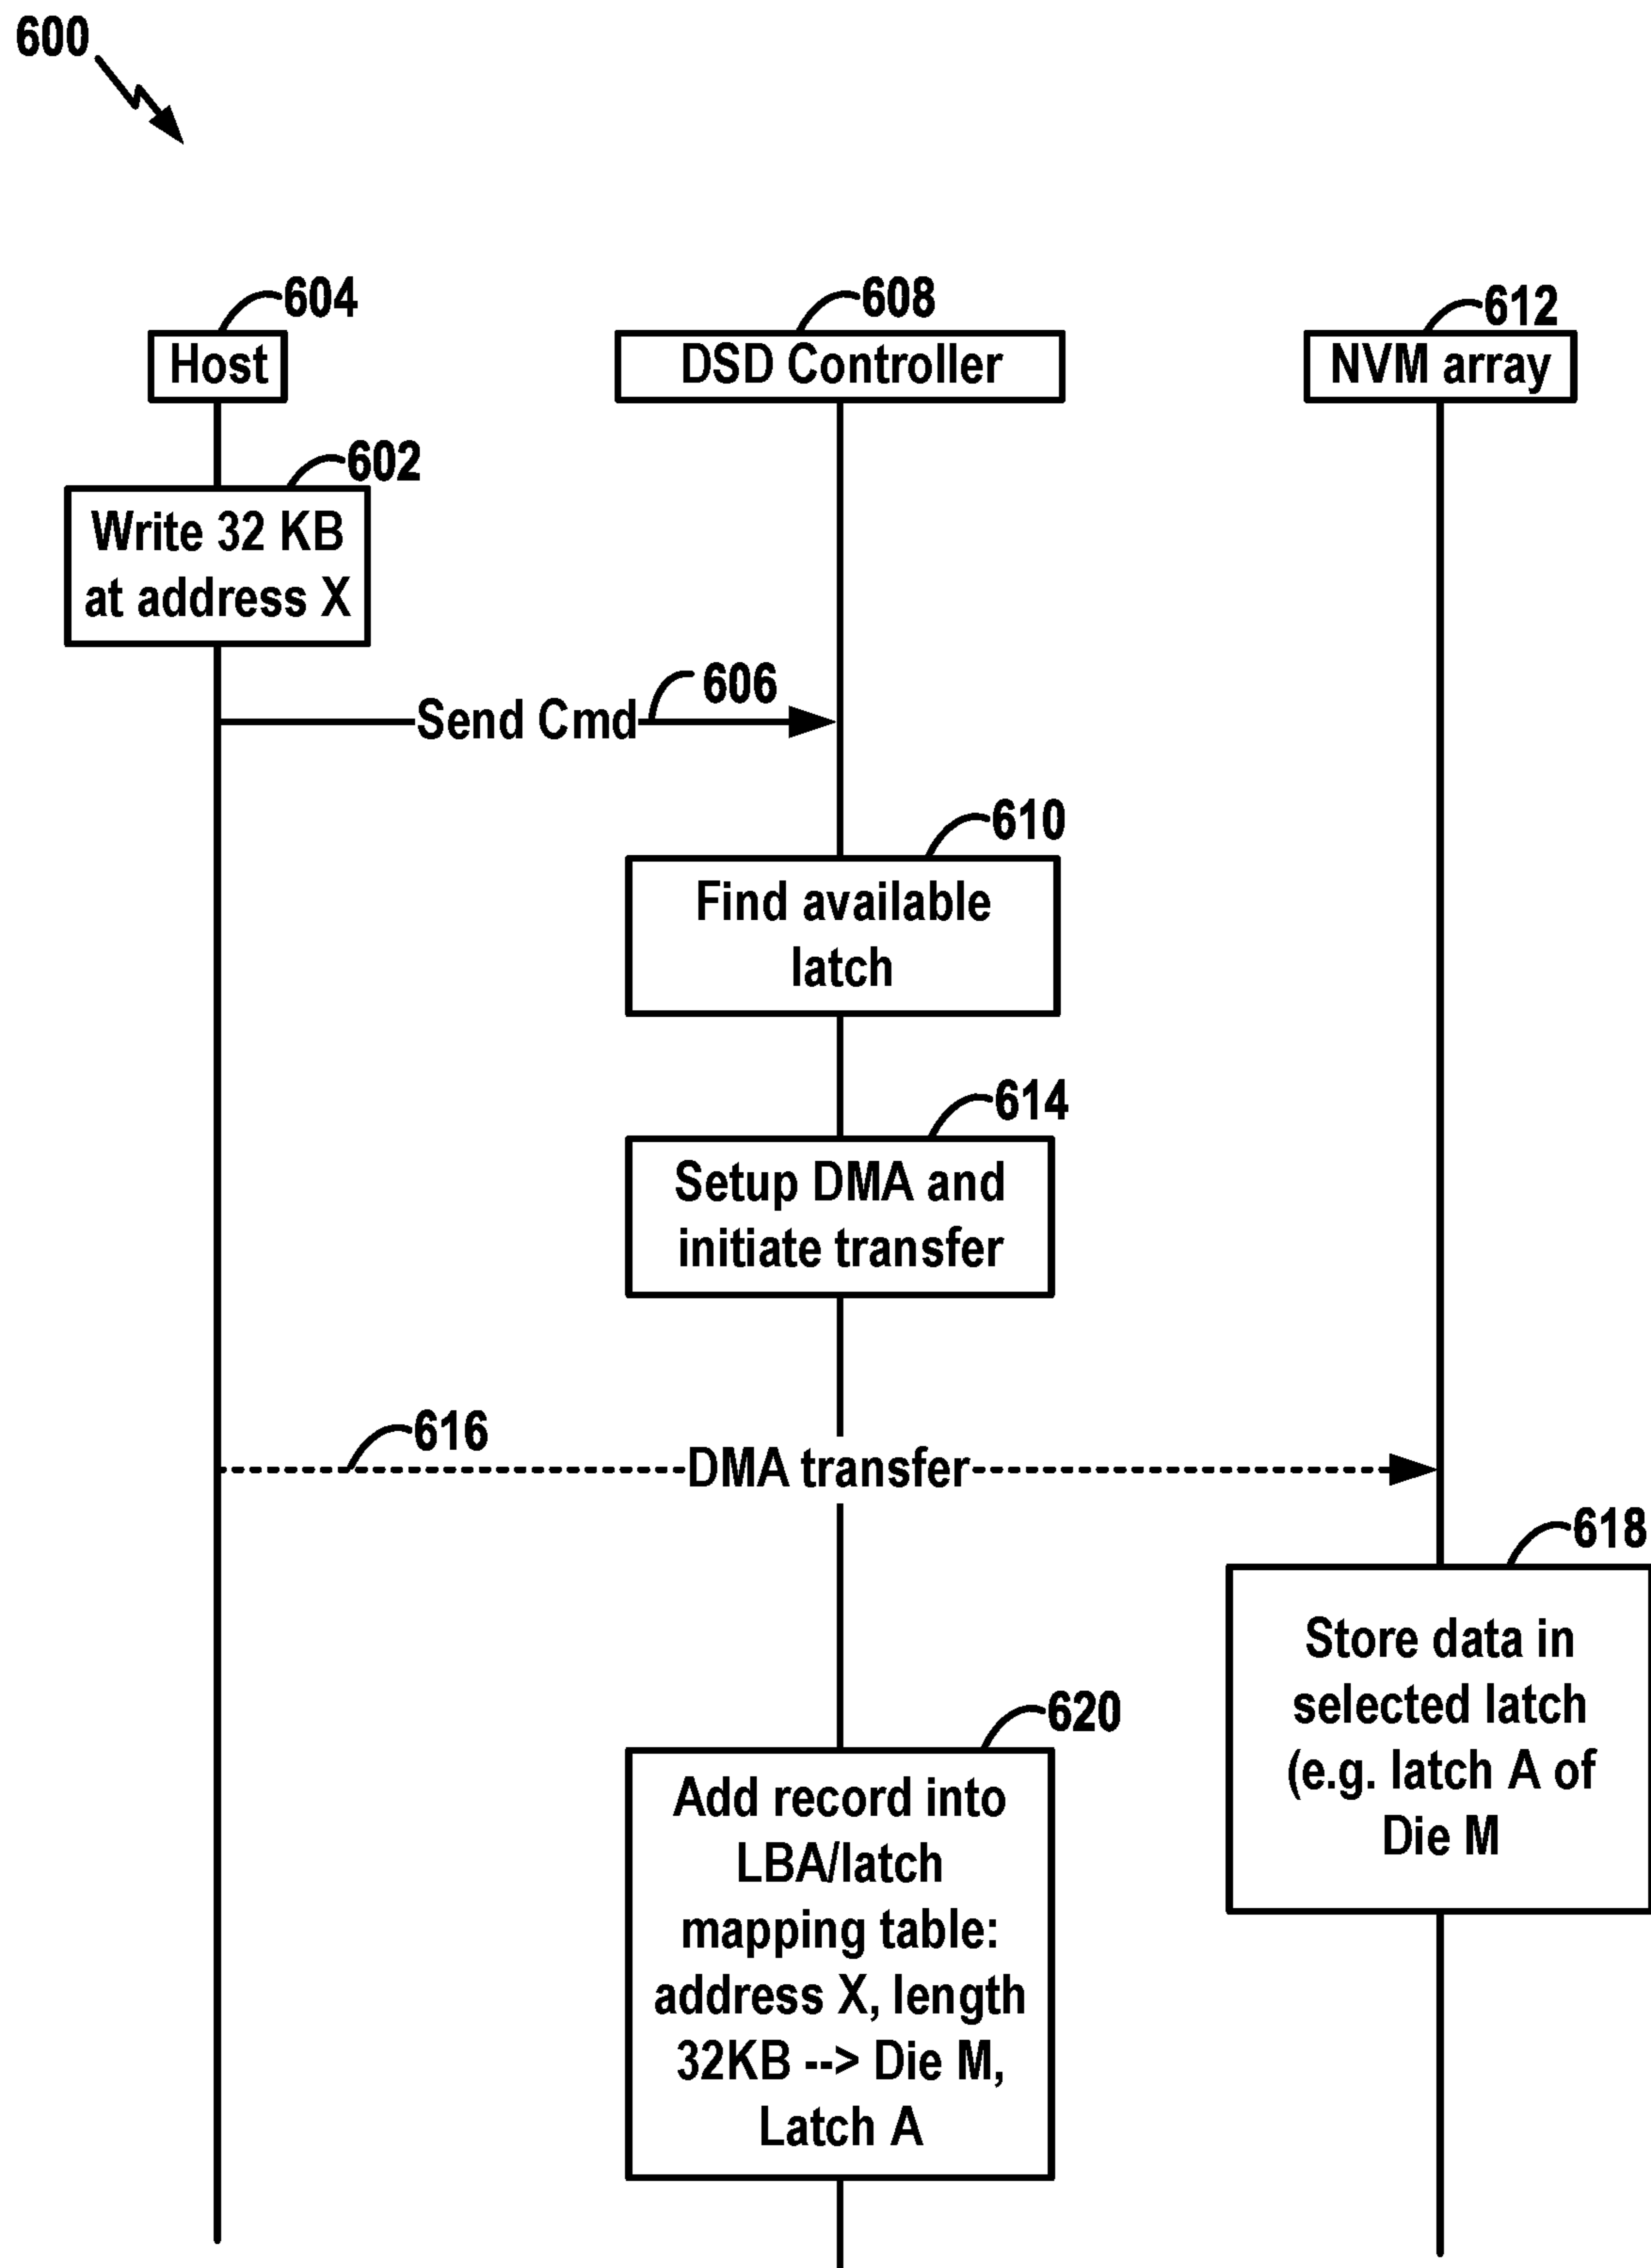 600
604
608
612
Host
DSD Controller
NVM array
602
Write 32 KB
at address X
606
Send Cmd
610
Find available
latch
614
Setup DMA and
initiate transfer
616
DMA transfer
618
Store data in
selected latch
(e.g. latch A of
Die M
620
Add record into
LBA/latch
mapping table:
address X, length
32KB --> Die M,
Latch A